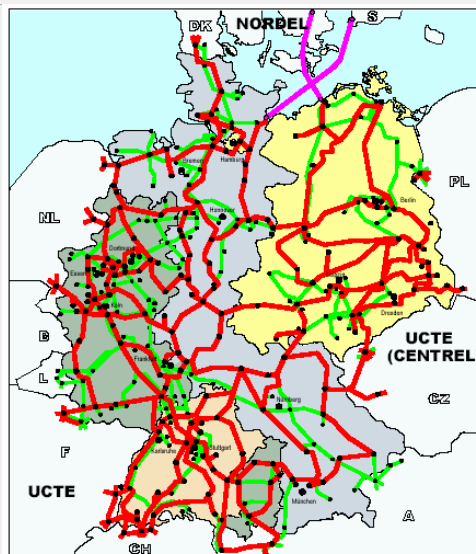 DK
NORDEL
S
Bremen
Hamburg
PL
Hannover
Berlin
NL
Dortmund
Essen
Köln
Dresden
B
UCTE
(CENTREL
Frankfurt
L
CZ
Nürnberg
F
Karlsruhe
Stuttgart
UCTE
München
A
CH